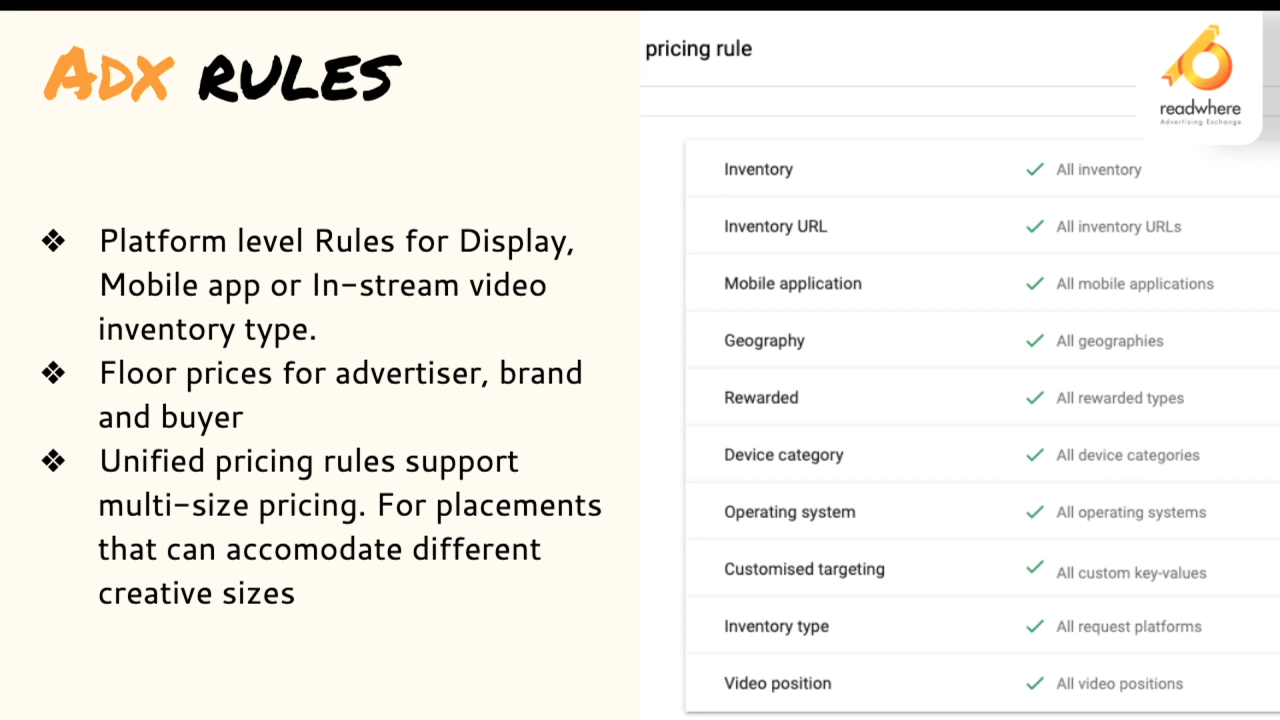 ADX RULES
❖ Platform level Rules for Display,
Mobile app or In-stream video
inventory type.
❖ Floor prices for advertiser, brand
and buyer
❖ Unified pricing rules support
multi-size pricing. For placements
that can accomodate different
creative sizes
pricing rule
readwhere
Advertising Exchange
Inventory All inventory
Inventory URL All inventory URLs
Mobile application All mobile applications
Geography All geographies
Rewarded All rewarded types
Device category All device categories
Operating system All operating systems
Customised targeting All custom key-values
Inventory type All request platforms
Video position All video positions